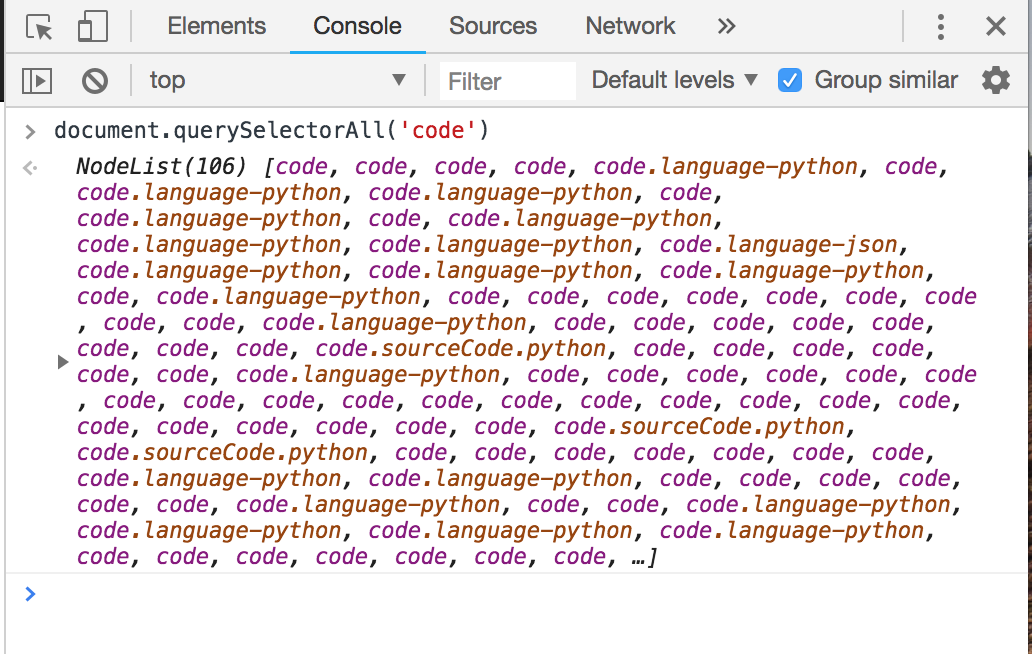 Elements Console Sources Network »
top ▼ Filter Default levels ▼ Group similar
> document.querySelectorAll('code')
NodeList(106) [code, code, code, code, code.language-python, code,
code.language-python, code.language-python, code,
code.language-python, code, code.language-python,
code.language-python, code.language-python, code.language-json,
code.language-python, code.language-python, code.language-python,
code, code.language-python, code, code, code, code, code, code, code
, code, code, code.language-python, code, code, code, code, code,
code, code, code, code.sourceCode.python, code, code, code, code,
code, code, code.language-python, code, code, code, code, code, code
, code, code, code, code, code, code, code, code, code, code, code,
code, code, code, code, code, code, code.sourceCode.python,
code.sourceCode.python, code, code, code, code, code, code, code,
code.language-python, code.language-python, code, code, code, code,
code, code, code.language-python, code, code, code.language-python,
code.language-python, code.language-python, code.language-python,
code, code, code, code, code, code, code, …]
>